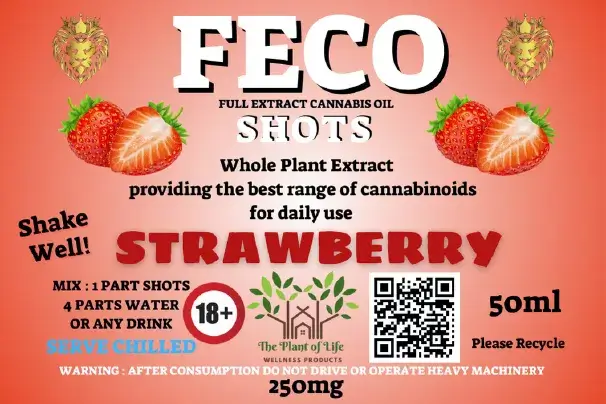 FECO
FULL EXTRACT CANNABIS OIL
SHOTS
Whole Plant Extract
providing the best range of cannabinoids
for daily use
Shake
Well!
STRAWBERRY
MIX : 1 PART SHOTS
4 PARTS WATER
OR ANY DRINK
SERVE CHILLED
18+
The Plant of Life
WELLNESS PRODUCTS
50ml
Please Recycle
WARNING : AFTER CONSUMPTION DO NOT DRIVE OR OPERATE HEAVY MACHINERY
250mg